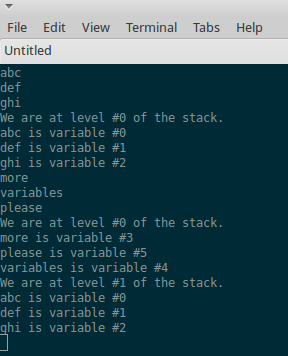 File Edit View Terminal Tabs Help
Untitled
abc
def
ghi
We are at level #0 of the stack.
abc is variable #0
def is variable #1
ghi is variable #2
more
variables
please
We are at level #0 of the stack.
more is variable #3
please is variable #5
variables is variable #4
We are at level #1 of the stack.
abc is variable #0
def is variable #1
ghi is variable #2